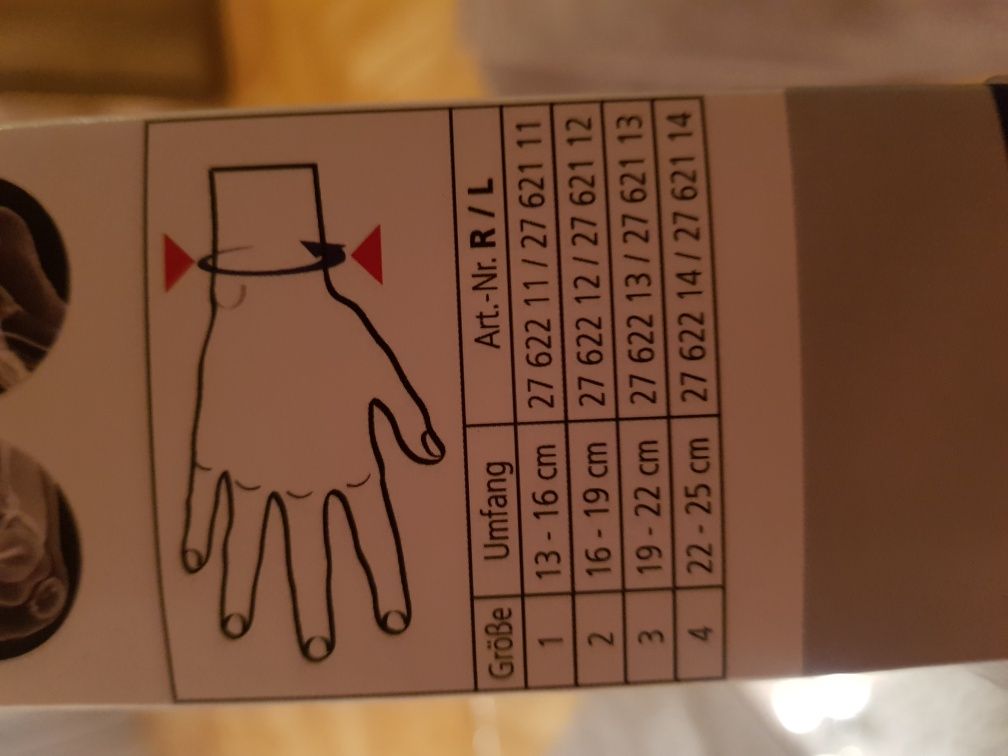 Größe Umfang Art.-Nr. R / L
1 13 - 16 cm 27 622 11 / 27 621 11
2 16 - 19 cm 27 622 12 / 27 621 12
3 19 - 22 cm 27 622 13 / 27 621 13
4 22 - 25 cm 27 622 14 / 27 621 14